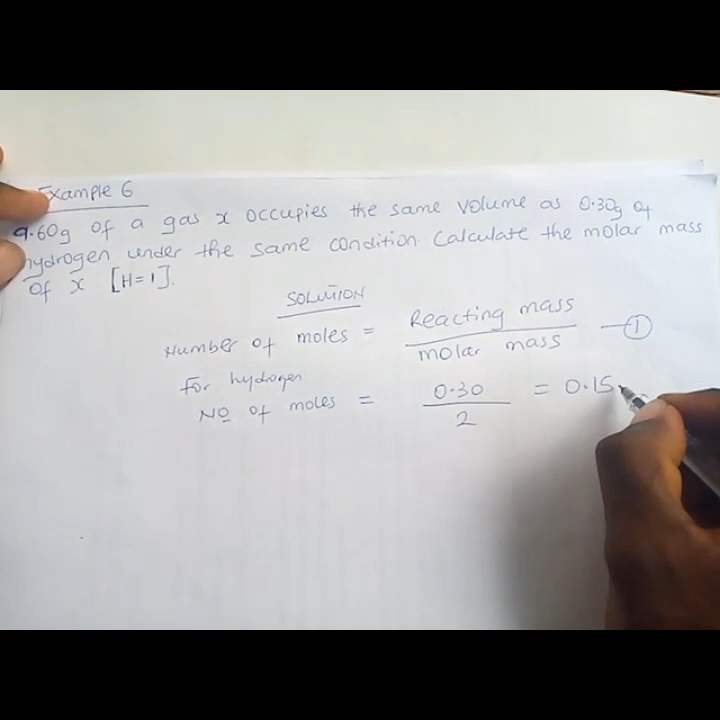 Example 6
9.60g of a gas x occupies the same volume as 0.30g of
hydrogen under the same condition Calculate the molar mass
of x [H=1].
SOLUTION
Number of moles = Reacting mass / molar mass — ①
For hydrogen
No of moles = 0.30 / 2 = 0.15